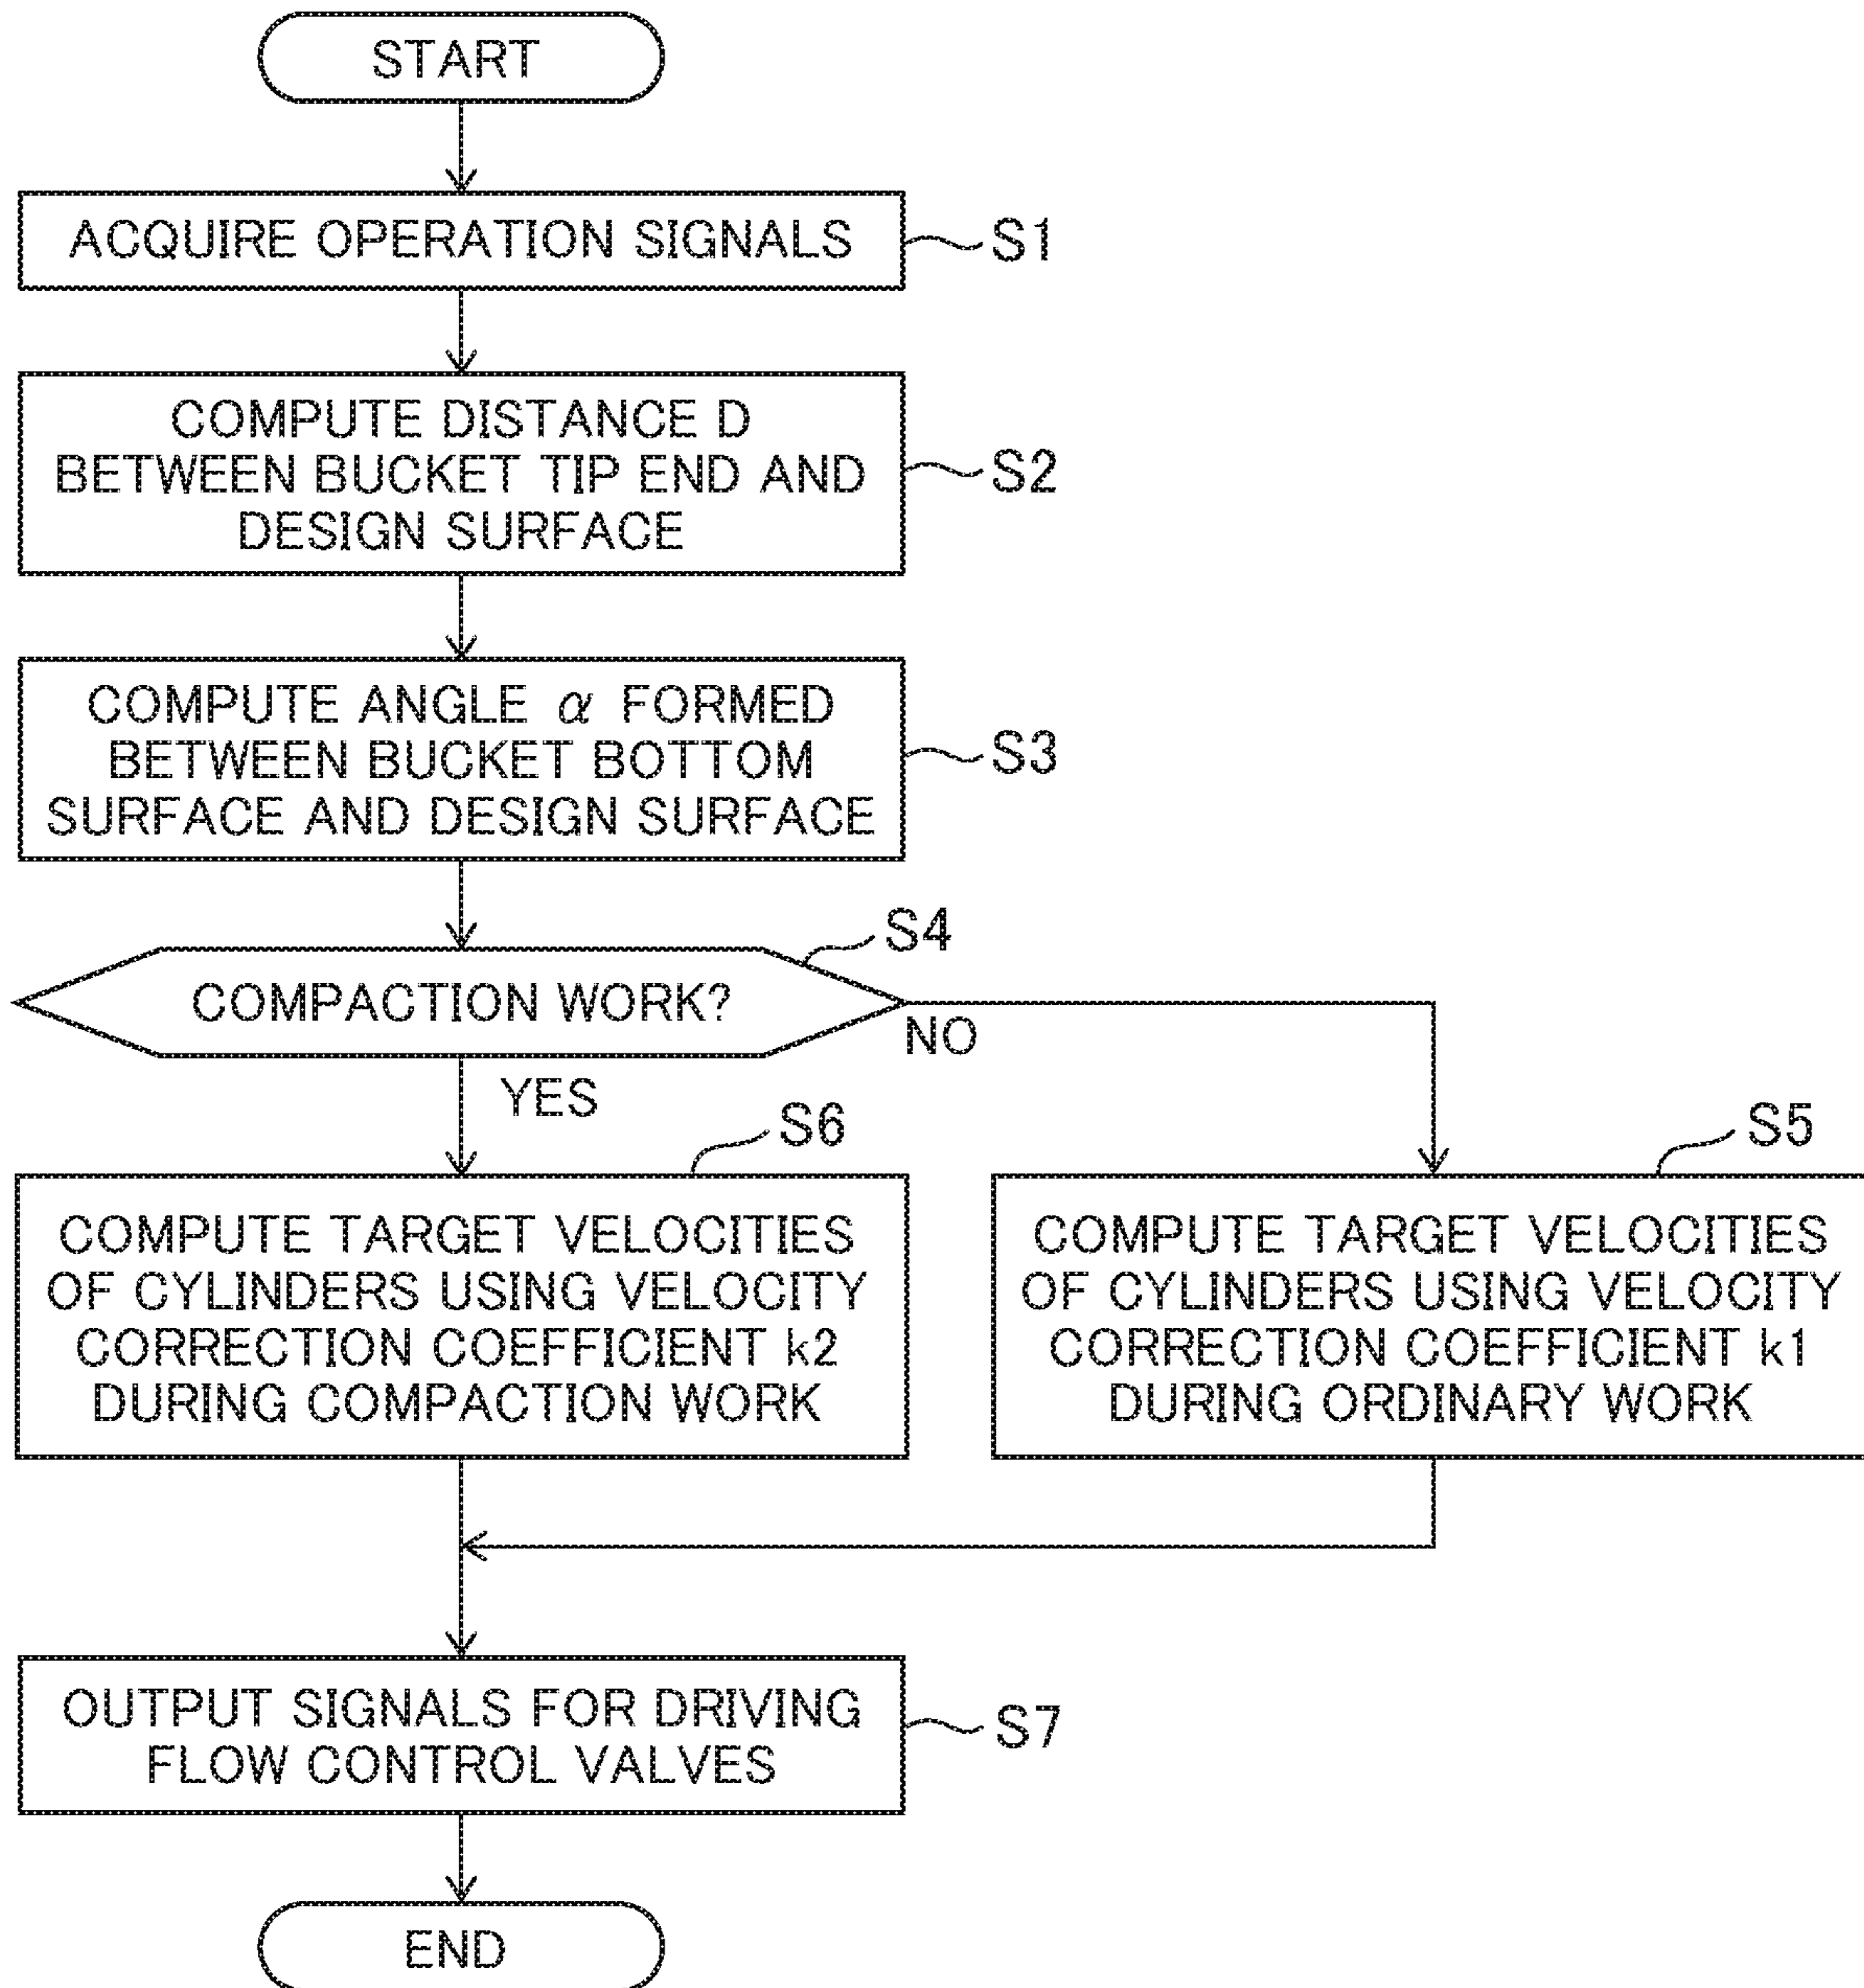 START
ACQUIRE OPERATION SIGNALS
S1
COMPUTE DISTANCE D
BETWEEN BUCKET TIP END AND
DESIGN SURFACE
S2
COMPUTE ANGLE α FORMED
BETWEEN BUCKET BOTTOM
SURFACE AND DESIGN SURFACE
S3
S4
COMPACTION WORK?
NO
YES
S6
COMPUTE TARGET VELOCITIES
OF CYLINDERS USING VELOCITY
CORRECTION COEFFICIENT k2
DURING COMPACTION WORK
S5
COMPUTE TARGET VELOCITIES
OF CYLINDERS USING VELOCITY
CORRECTION COEFFICIENT k1
DURING ORDINARY WORK
OUTPUT SIGNALS FOR DRIVING
FLOW CONTROL VALVES
S7
END